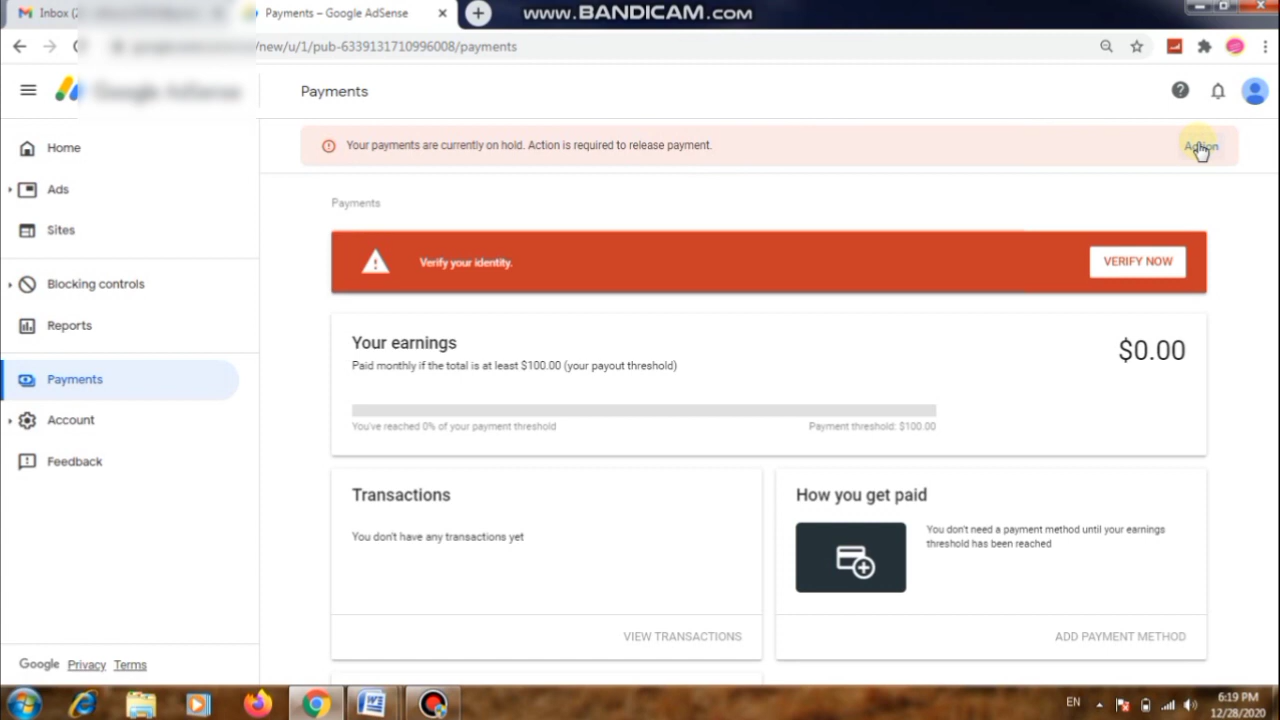 Inbox (2
Payments – Google AdSense
www.BANDICAM.com
/new/u/1/pub-6339131710996008/payments
Google AdSense
Payments
Home
Your payments are currently on hold. Action is required to release payment.
Action
Ads
Payments
Sites
Verify your identity.
VERIFY NOW
Blocking controls
Reports
Your earnings
$0.00
Paid monthly if the total is at least $100.00 (your payout threshold)
Payments
Account
You've reached 0% of your payment threshold
Payment threshold: $100.00
Feedback
Transactions
You don't have any transactions yet
VIEW TRANSACTIONS
How you get paid
You don't need a payment method until your earnings
threshold has been reached
ADD PAYMENT METHOD
Google Privacy Terms
EN
6:19 PM
12/28/2020